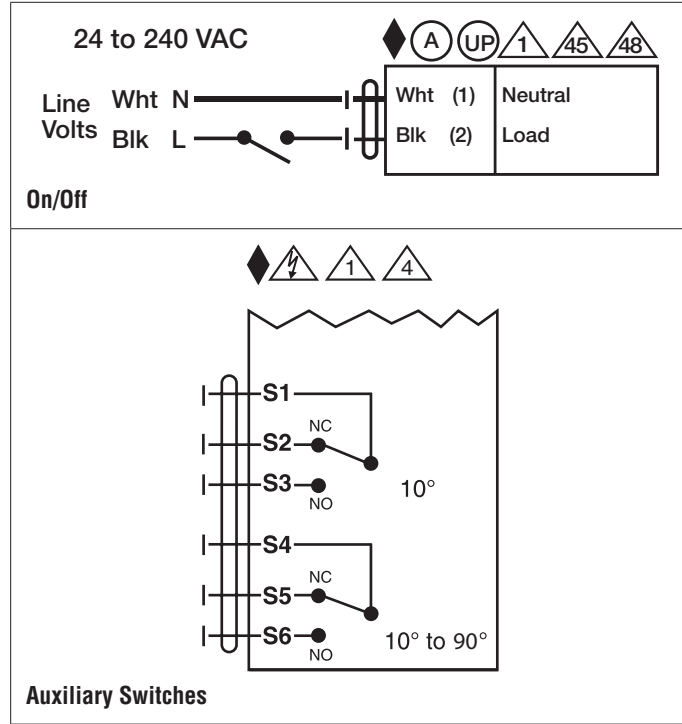 24 to 240 VAC
A UP 1 45 48
Line Volts
Wht N
Blk L
Wht (1) Neutral
Blk (2) Load
On/Off
1 4
S1
NC
S2
S3
NO
10°
S4
NC
S5
S6
NO
10° to 90°
Auxiliary Switches